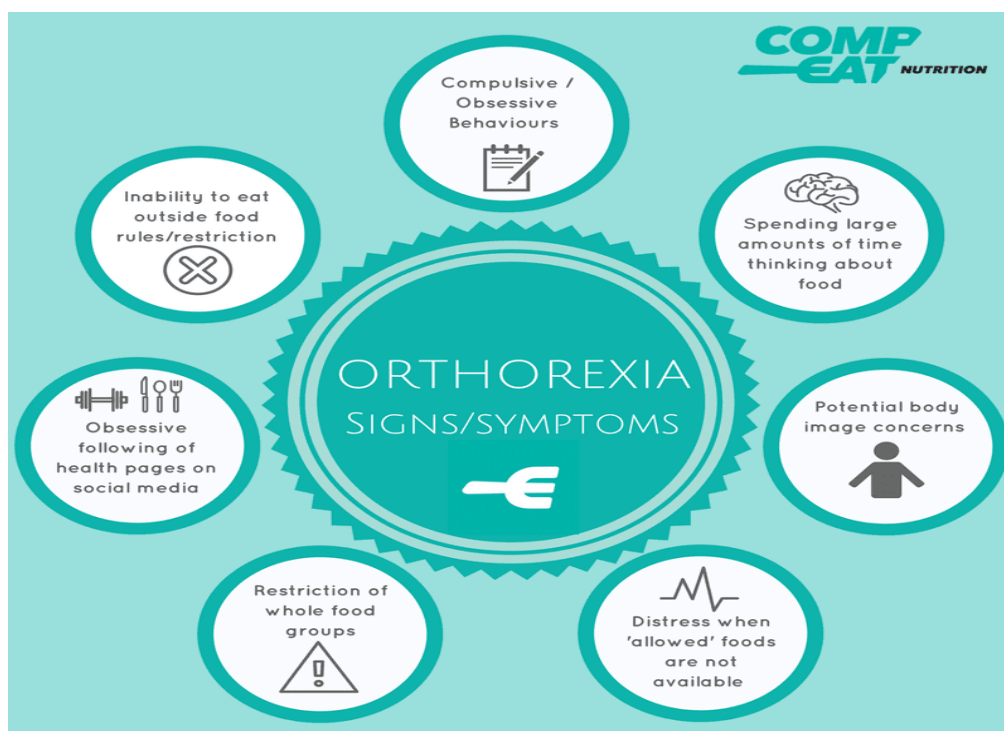 COMP
EAT NUTRITION
Compulsive /
Obsessive
Behaviours
Spending large
amounts of time
thinking about
food
Potential body
image concerns
Distress when
'allowed' foods
are not
available
Restriction of
whole food
groups
Obsessive
following of
health pages on
social media
Inability to eat
outside food
rules/restriction
ORTHOREXIA
SIGNS/SYMPTOMS